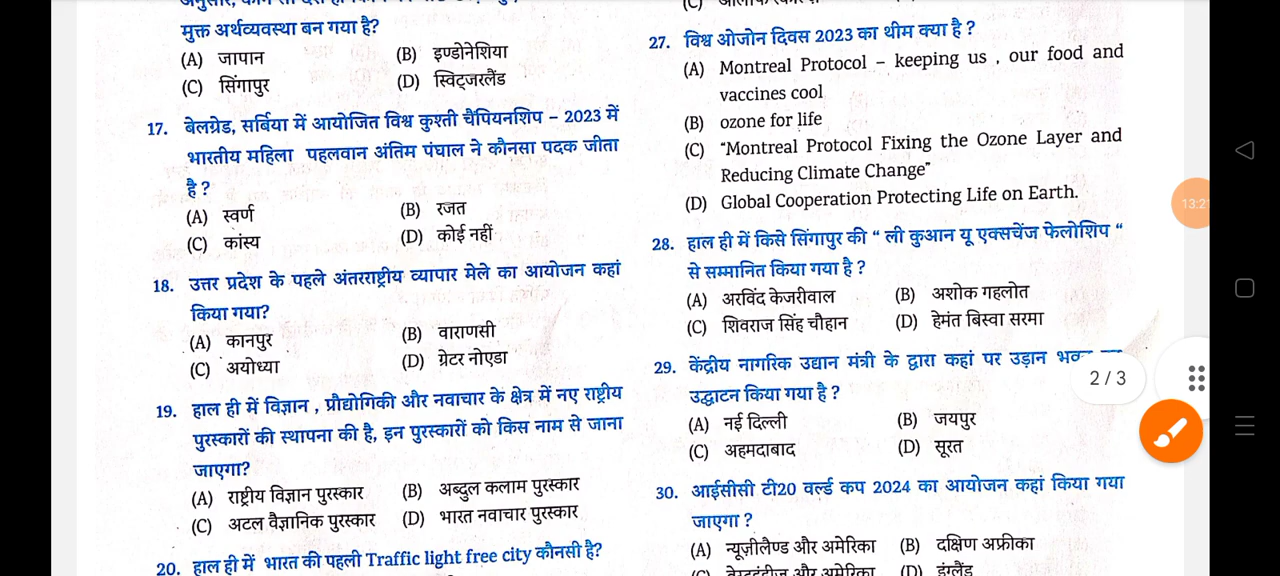 मुक्त अर्थव्यवस्था बन गया है?
(A) जापान (B) इण्डोनेशिया
(C) सिंगापुर (D) स्विट्जरलैंड
17. बेलग्रेड, सर्बिया में आयोजित विश्व कुश्ती चैंपियनशिप – 2023 में
भारतीय महिला पहलवान अंतिम पंघाल ने कौनसा पदक जीता
है ?
(A) स्वर्ण (B) रजत
(C) कांस्य (D) कोई नहीं
18. उत्तर प्रदेश के पहले अंतरराष्ट्रीय व्यापार मेले का आयोजन कहां
किया गया?
(A) कानपुर (B) वाराणसी
(C) अयोध्या (D) ग्रेटर नोएडा
19. हाल ही में विज्ञान , प्रौद्योगिकी और नवाचार के क्षेत्र में नए राष्ट्रीय
पुरस्कारों की स्थापना की है, इन पुरस्कारों को किस नाम से जाना
जाएगा?
(A) राष्ट्रीय विज्ञान पुरस्कार (B) अब्दुल कलाम पुरस्कार
(C) अटल वैज्ञानिक पुरस्कार (D) भारत नवाचार पुरस्कार
20. हाल ही में भारत की पहली Traffic light free city कौनसी है?
27. विश्व ओजोन दिवस 2023 का थीम क्या है ?
(A) Montreal Protocol – keeping us , our food and
vaccines cool
(B) ozone for life
(C) “Montreal Protocol Fixing the Ozone Layer and
Reducing Climate Change”
(D) Global Cooperation Protecting Life on Earth.
28. हाल ही में किसे सिंगापुर की “ ली कुआन यू एक्सचेंज फेलोशिप “
से सम्मानित किया गया है ?
(A) अरविंद केजरीवाल (B) अशोक गहलोत
(C) शिवराज सिंह चौहान (D) हेमंत बिस्वा सरमा
29. केंद्रीय नागरिक उद्यान मंत्री के द्वारा कहां पर उड़ान
उद्घाटन किया गया है ?
(A) नई दिल्ली (B) जयपुर
(C) अहमदाबाद (D) सूरत
30. आईसीसी टी20 वर्ल्ड कप 2024 का आयोजन कहां किया गया
जाएगा ?
(A) न्यूज़ीलैण्ड और अमेरिका (B) दक्षिण अफ्रीका
और अमेरिका (D) इंग्लैंड
2 / 3